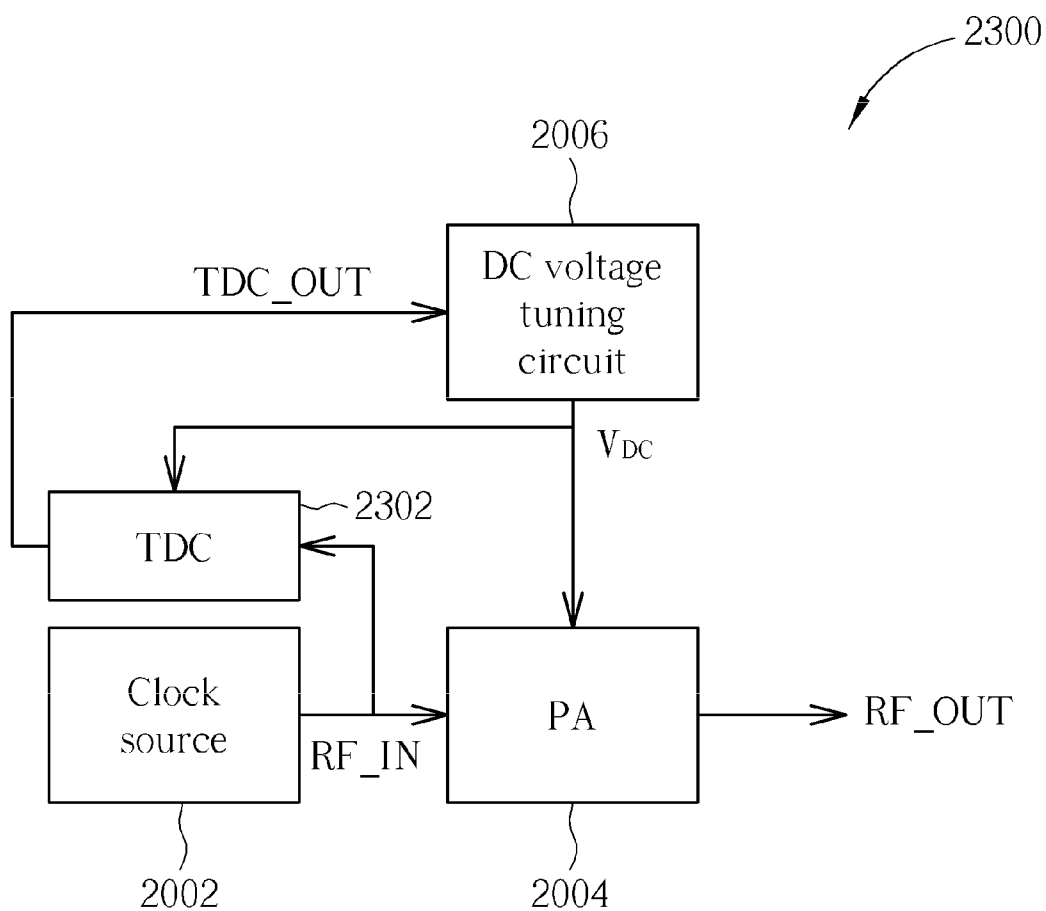 2300
2006
DC voltage
tuning
circuit
TDC_OUT
VDC
2302
TDC
Clock
source
RF_IN
PA
RF_OUT
2002
2004